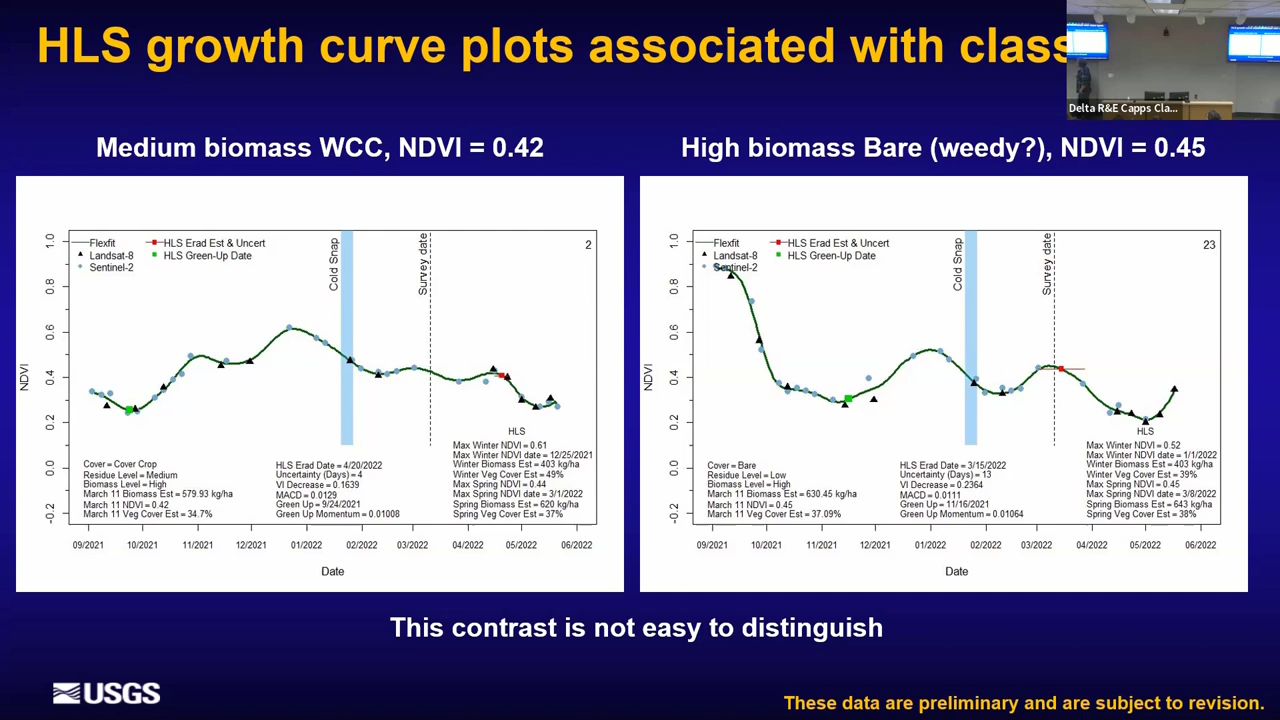 HLS growth curve plots associated with class
Delta R&E Capps Cla...
Medium biomass WCC, NDVI = 0.42
High biomass Bare (weedy?), NDVI = 0.45
Flexfit
HLS Erad Est & Uncert
2
Landsat-8
HLS Green-Up Date
Sentinel-2
Cold Snap
Survey date
1.0
0.8
0.6
0.4
0.2
0.0
-0.2
NDVI
HLS
Cover = Cover Crop
Residue Level = Medium
Biomass Level = High
March 11 Biomass Est = 579.93 kg/ha
March 11 NDVI = 0.42
March 11 Veg Cover Est = 34.7%
HLS Erad Date = 4/20/2022
Uncertainty (Days) = 4
VI Decrease = 0.1639
MACD = 0.0129
Green Up = 9/24/2021
Green Up Momentum = 0.01008
Max Winter NDVI = 0.61
Max Winter NDVI date = 12/25/2021
Winter Biomass Est = 403 kg/ha
Winter Veg Cover Est = 49%
Max Spring NDVI = 0.44
Max Spring NDVI date = 3/1/2022
Spring Biomass Est = 620 kg/ha
Spring Veg Cover Est = 37%
09/2021 10/2021 11/2021 12/2021 01/2022 02/2022 03/2022 04/2022 05/2022 06/2022
Date
Flexfit
HLS Erad Est & Uncert
23
Landsat-8
HLS Green-Up Date
Sentinel-2
Cold Snap
Survey date
1.0
0.8
0.6
0.4
0.2
0.0
-0.2
NDVI
HLS
Cover = Bare
Residue Level = Low
Biomass Level = High
March 11 Biomass Est = 630.45 kg/ha
March 11 NDVI = 0.45
March 11 Veg Cover Est = 37.09%
HLS Erad Date = 3/15/2022
Uncertainty (Days) = 13
VI Decrease = 0.2364
MACD = 0.0111
Green Up = 11/16/2021
Green Up Momentum = 0.01064
Max Winter NDVI = 0.52
Max Winter NDVI date = 1/1/2022
Winter Biomass Est = 403 kg/ha
Winter Veg Cover Est = 39%
Max Spring NDVI = 0.45
Max Spring NDVI date = 3/8/2022
Spring Biomass Est = 643 kg/ha
Spring Veg Cover Est = 38%
09/2021 10/2021 11/2021 12/2021 01/2022 02/2022 03/2022 04/2022 05/2022 06/2022
Date
This contrast is not easy to distinguish
USGS
These data are preliminary and are subject to revision.